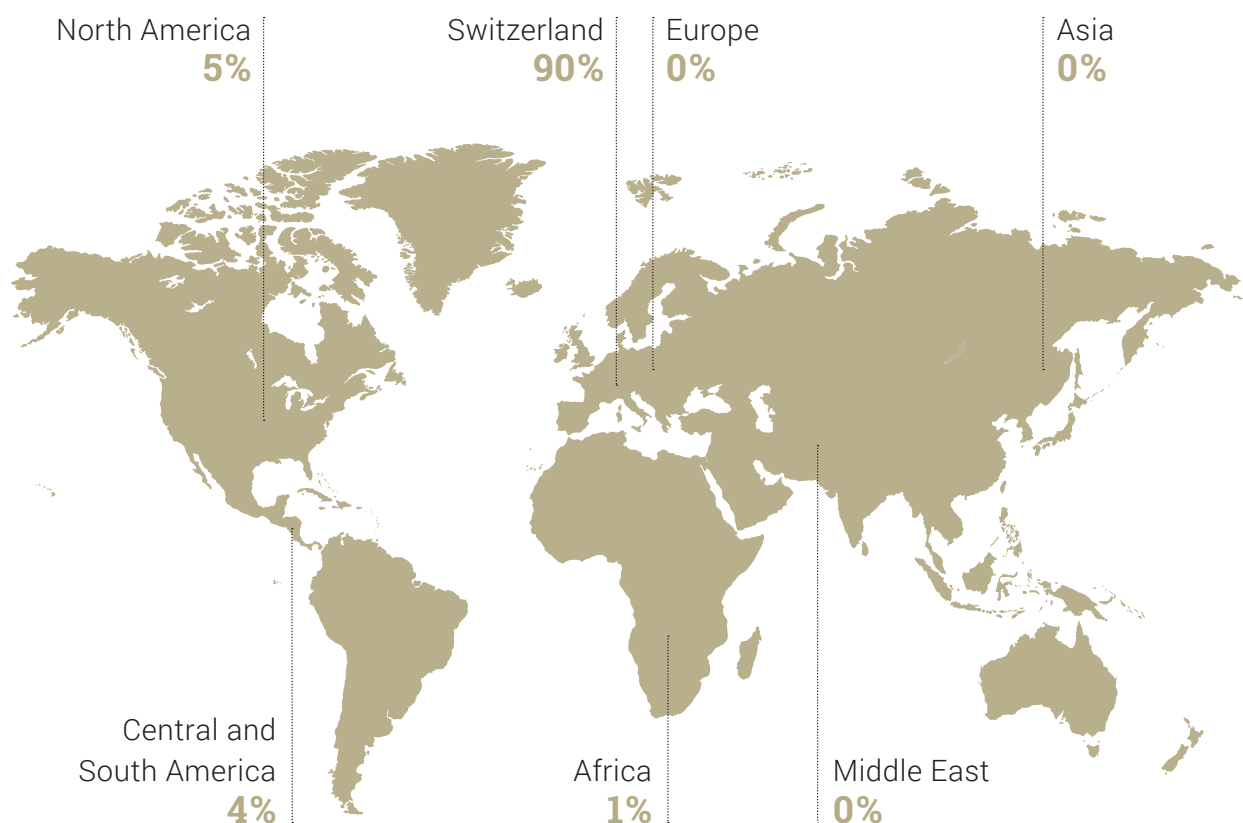 North America
5%
Switzerland
90%
Europe
0%
Asia
0%
Central and
South America
4%
Africa
1%
Middle East
0%